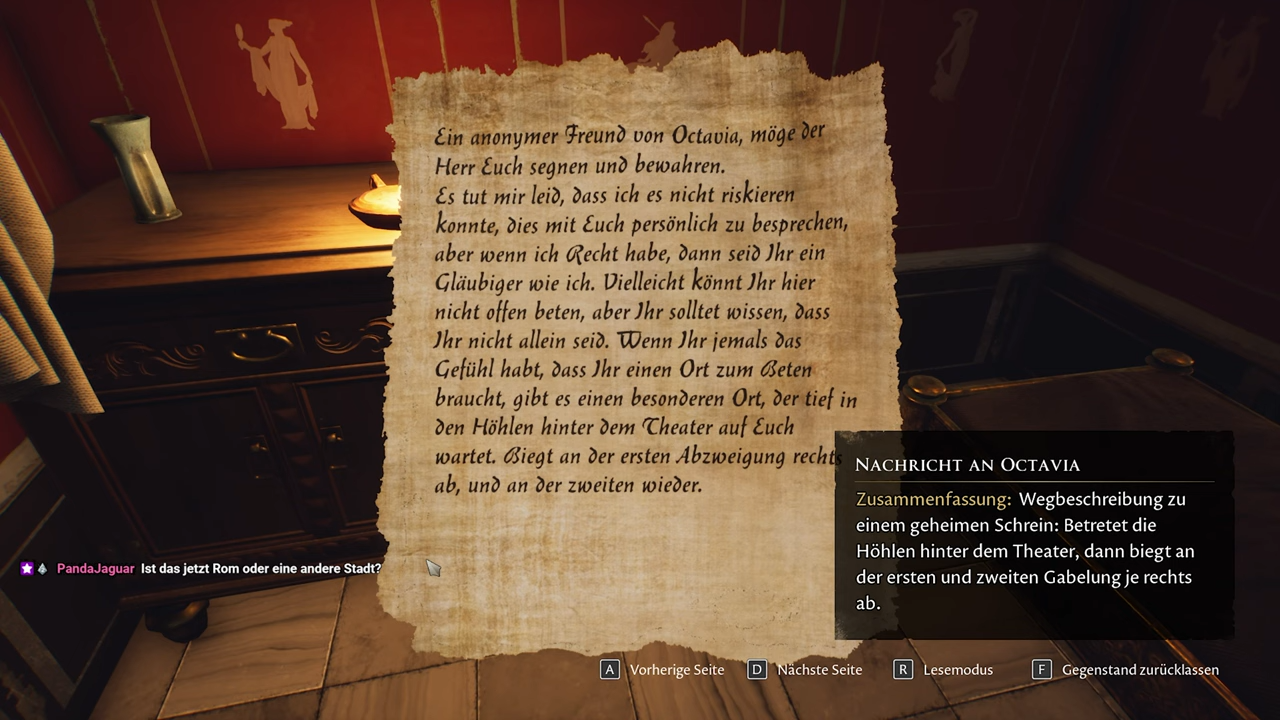 Ein anonymer Freund von Octavia, möge der
Herr Euch segnen und bewahren.
Es tut mir leid, dass ich es nicht riskieren
konnte, dies mit Euch persönlich zu besprechen,
aber wenn ich Recht habe, dann seid Ihr ein
Gläubiger wie ich. Vielleicht könnt Ihr hier
nicht offen beten, aber Ihr solltet wissen, dass
Ihr nicht allein seid. Wenn Ihr jemals das
Gefühl habt, dass Ihr einen Ort zum Beten
braucht, gibt es einen besonderen Ort, der tief in
den Höhlen hinter dem Theater auf Euch
wartet. Biegt an der ersten Abzweigung rechts
ab, und an der zweiten wieder.
NACHRICHT AN OCTAVIA
Zusammenfassung: Wegbeschreibung zu
einem geheimen Schrein: Betretet die
Höhlen hinter dem Theater, dann biegt an
der ersten und zweiten Gabelung je rechts
ab.
PandaJaguar Ist das jetzt Rom oder eine andere Stadt?
A Vorherige Seite D Nächste Seite R Lesemodus F Gegenstand zurücklassen